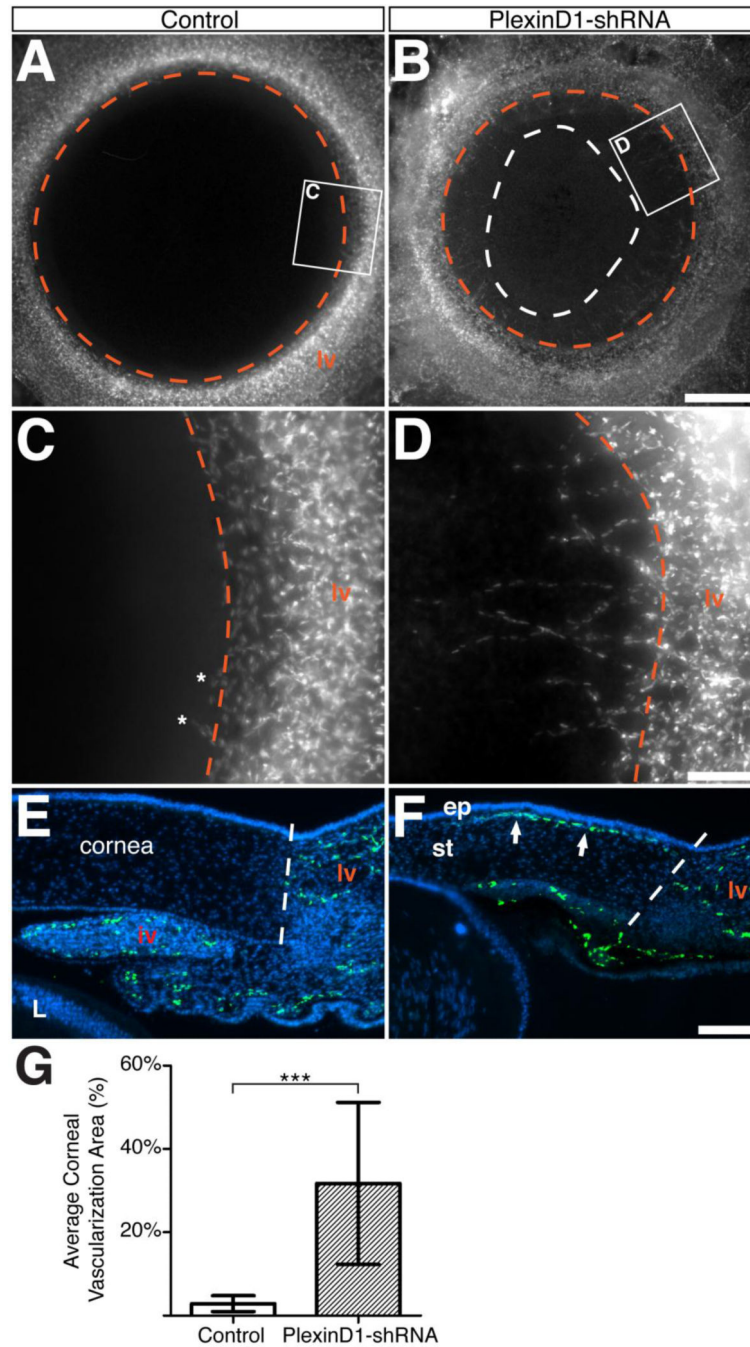 Control
PlexinD1-shRNA
A
C
lv
B
D
C
lv
*
*
D
lv
E
cornea
lv
iv
L
F
ep
st
lv
G
Average Corneal
Vascularization Area (%)
60%
40%
20%
***
Control
PlexinD1-shRNA